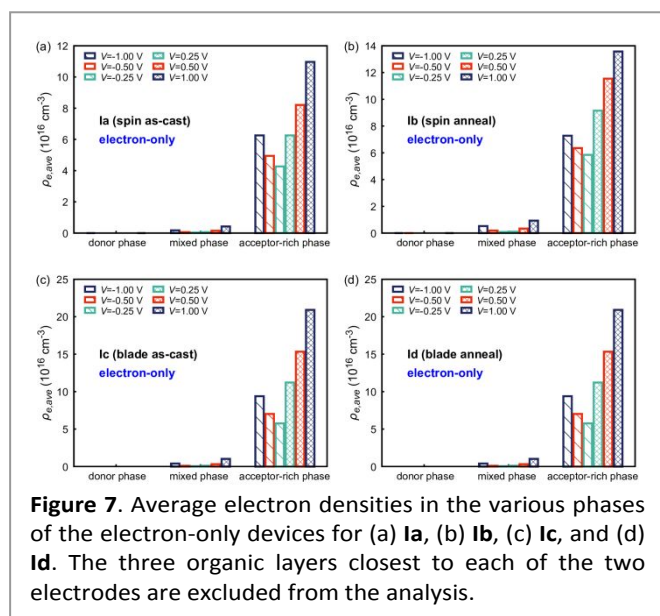 (a)
12
10
8
6
4
2
0
ρe,ave (10¹⁶ cm⁻³)
V=-1.00 V V=0.25 V
V=-0.50 V V=0.50 V
V=-0.25 V V=1.00 V
Ia (spin as-cast)
electron-only
donor phase mixed phase acceptor-rich phase
(b)
14
12
10
8
6
4
2
0
ρe,ave (10¹⁶ cm⁻³)
V=-1.00 V V=0.25 V
V=-0.50 V V=0.50 V
V=-0.25 V V=1.00 V
Ib (spin anneal)
electron-only
donor phase mixed phase acceptor-rich phase
(c)
25
20
15
10
5
0
ρe,ave (10¹⁶ cm⁻³)
V=-1.00 V V=0.25 V
V=-0.50 V V=0.50 V
V=-0.25 V V=1.00 V
Ic (blade as-cast)
electron-only
donor phase mixed phase acceptor-rich phase
(d)
25
20
15
10
5
0
ρe,ave (10¹⁶ cm⁻³)
V=-1.00 V V=0.25 V
V=-0.50 V V=0.50 V
V=-0.25 V V=1.00 V
Id (blade anneal)
electron-only
donor phase mixed phase acceptor-rich phase
Figure 7. Average electron densities in the various phases
of the electron-only devices for (a) Ia, (b) Ib, (c) Ic, and (d)
Id. The three organic layers closest to each of the two
electrodes are excluded from the analysis.